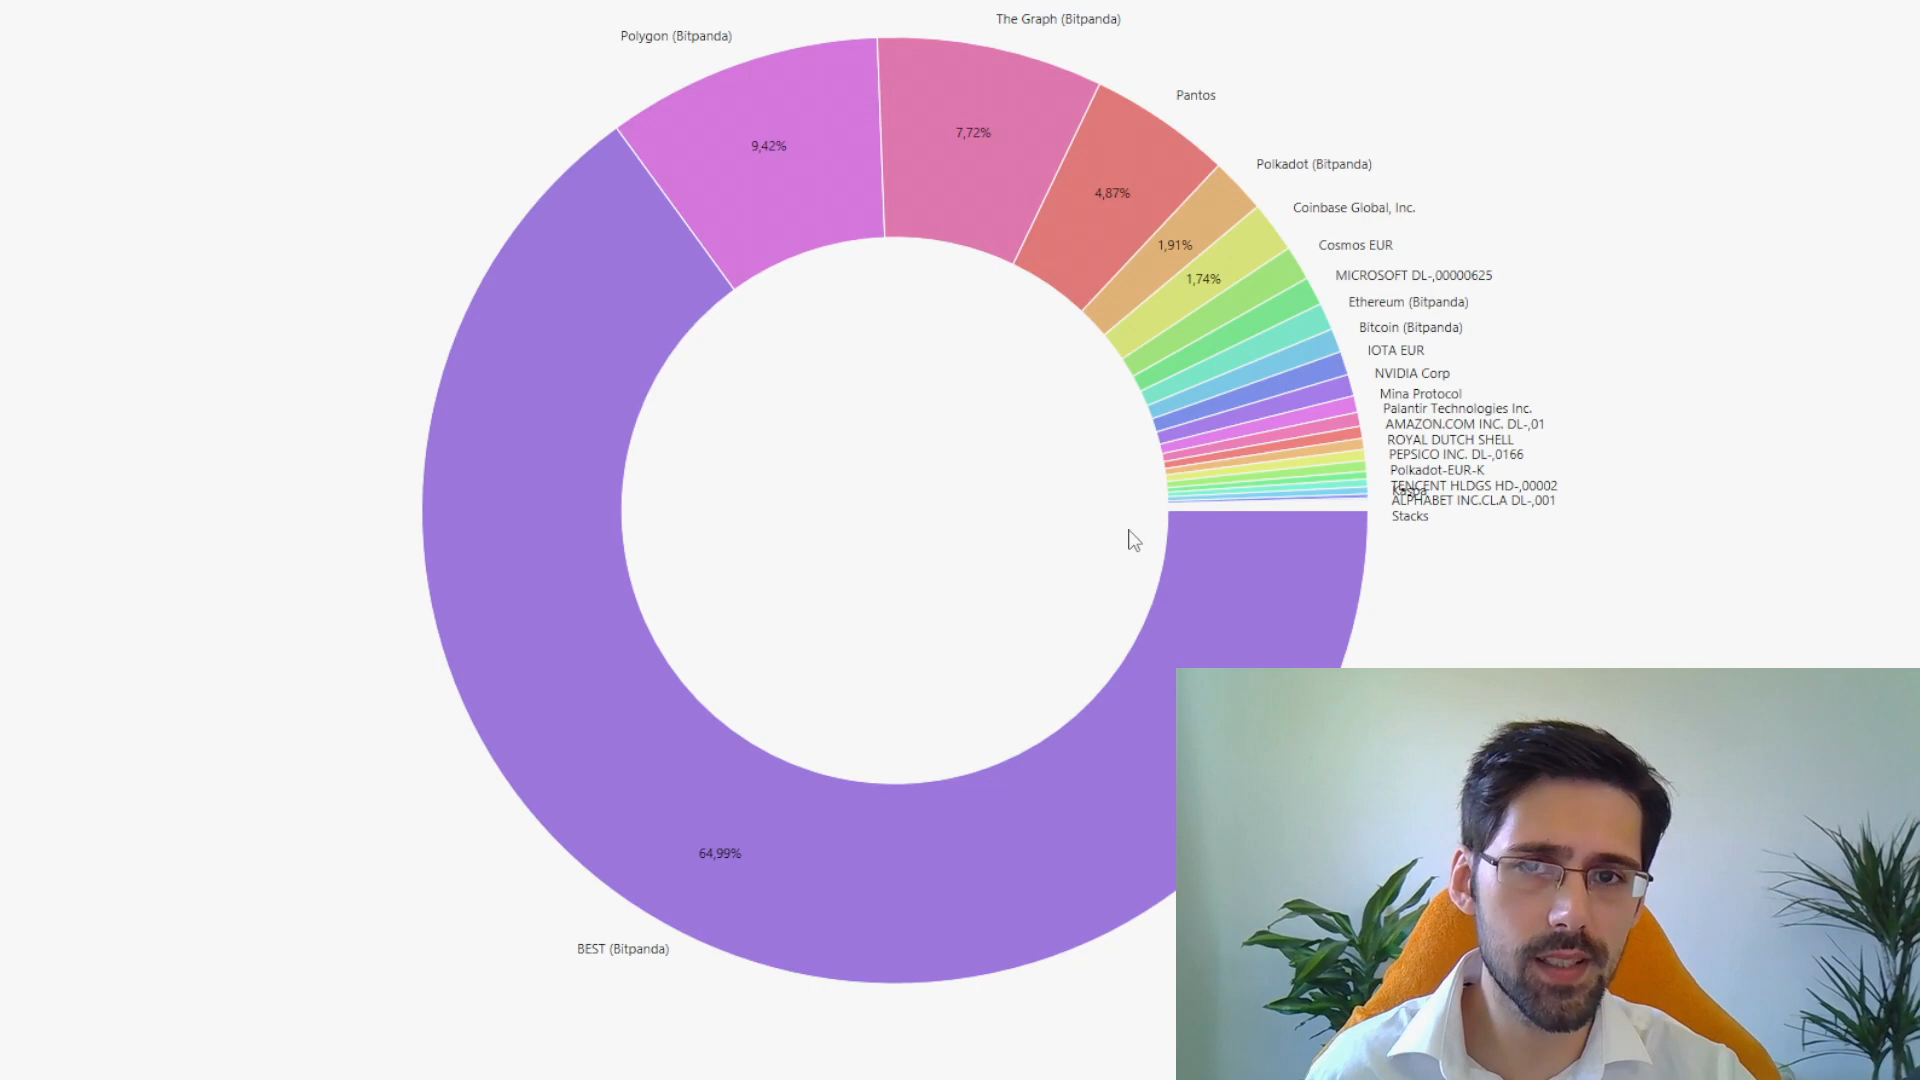 The Graph (Bitpanda)
Polygon (Bitpanda)
Pantos
7,72%
9,42%
Polkadot (Bitpanda)
4,87%
Coinbase Global, Inc.
1,91%
Cosmos EUR
MICROSOFT DL-,00000625
1,74%
Ethereum (Bitpanda)
Bitcoin (Bitpanda)
IOTA EUR
NVIDIA Corp
Mina Protocol
Palantir Technologies Inc.
AMAZON.COM INC. DL-,01
ROYAL DUTCH SHELL
PEPSICO INC. DL-,0166
Polkadot-EUR-K
TENCENT HLDGS HD-,00002
Kaspa
ALPHABET INC.CL.A DL-,001
Stacks
64,99%
BEST (Bitpanda)